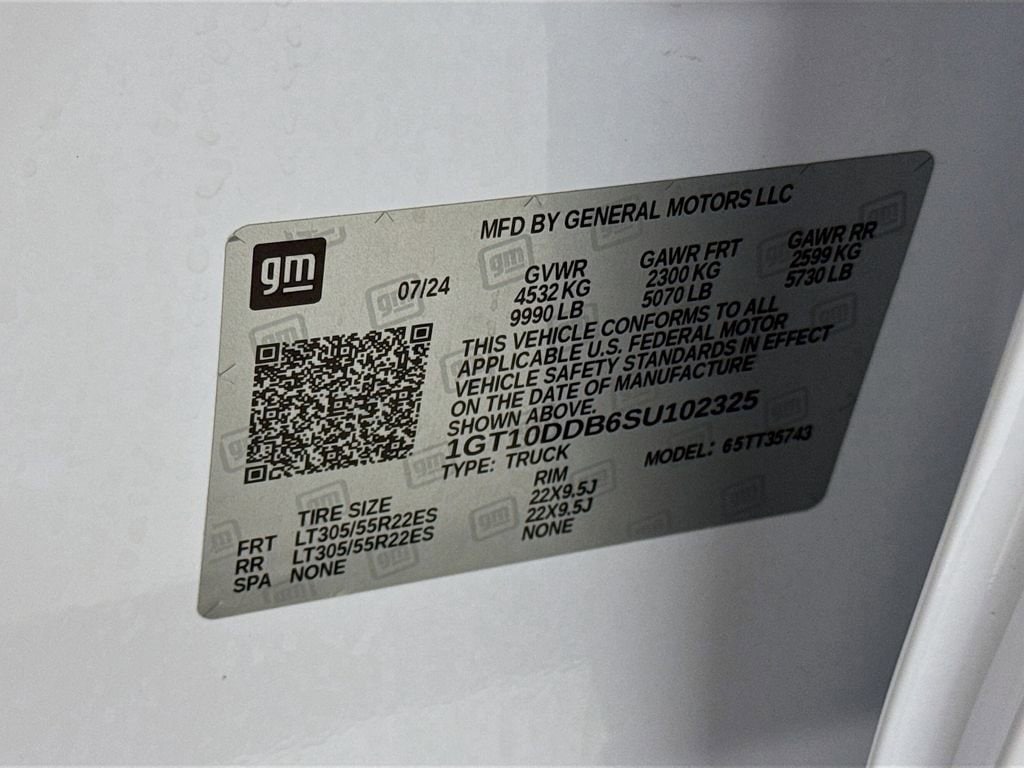 MFD BY GENERAL MOTORS LLC
gm
07/24
GVWR GAWR FRT GAWR RR
4532 KG 2300 KG 2599 KG
9990 LB 5070 LB 5730 LB
THIS VEHICLE CONFORMS TO ALL
APPLICABLE U.S. FEDERAL MOTOR
VEHICLE SAFETY STANDARDS IN EFFECT
ON THE DATE OF MANUFACTURE
SHOWN ABOVE.
1GT10DDB6SU102325
TYPE: TRUCK MODEL: 65TT35743
TIRE SIZE RIM
FRT LT305/55R22ES 22X9.5J
RR LT305/55R22ES 22X9.5J
SPA NONE NONE